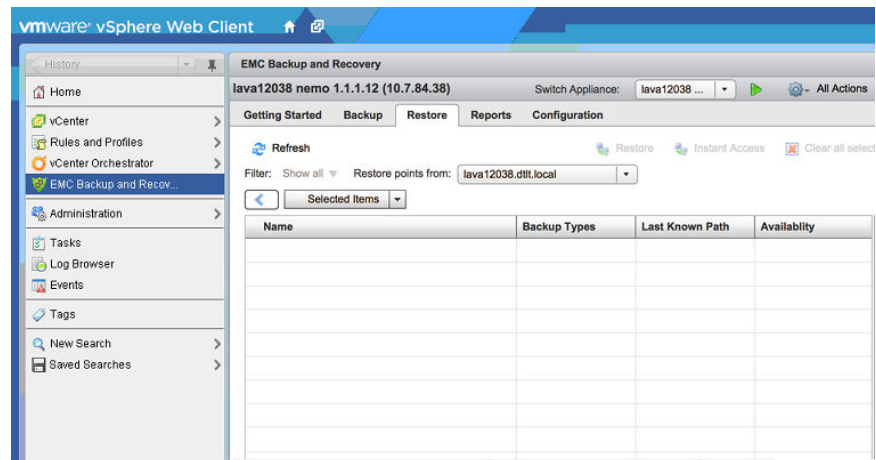 vmware® vSphere Web Client
History
Home
vCenter
Rules and Profiles
vCenter Orchestrator
EMC Backup and Recov...
Administration
Tasks
Log Browser
Events
Tags
New Search
Saved Searches
EMC Backup and Recovery
lava12038 nemo 1.1.1.12 (10.7.84.38) Switch Appliance: lava12038 ... All Actions
Getting Started Backup Restore Reports Configuration
Refresh Restore Instant Access Clear all select
Filter: Show all Restore points from: lava12038.dtlt.local
Selected Items
Name Backup Types Last Known Path Availablity